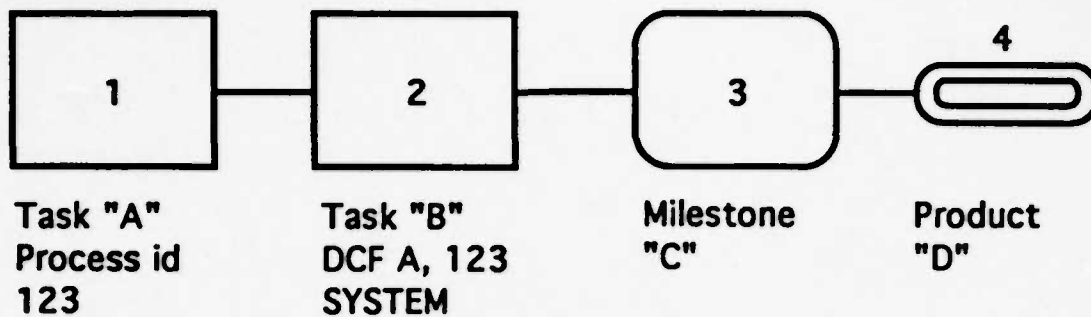 4
1
2
3
Task "A"
Process id
123
Task "B"
DCF A, 123
SYSTEM
Milestone
"C"
Product
"D"